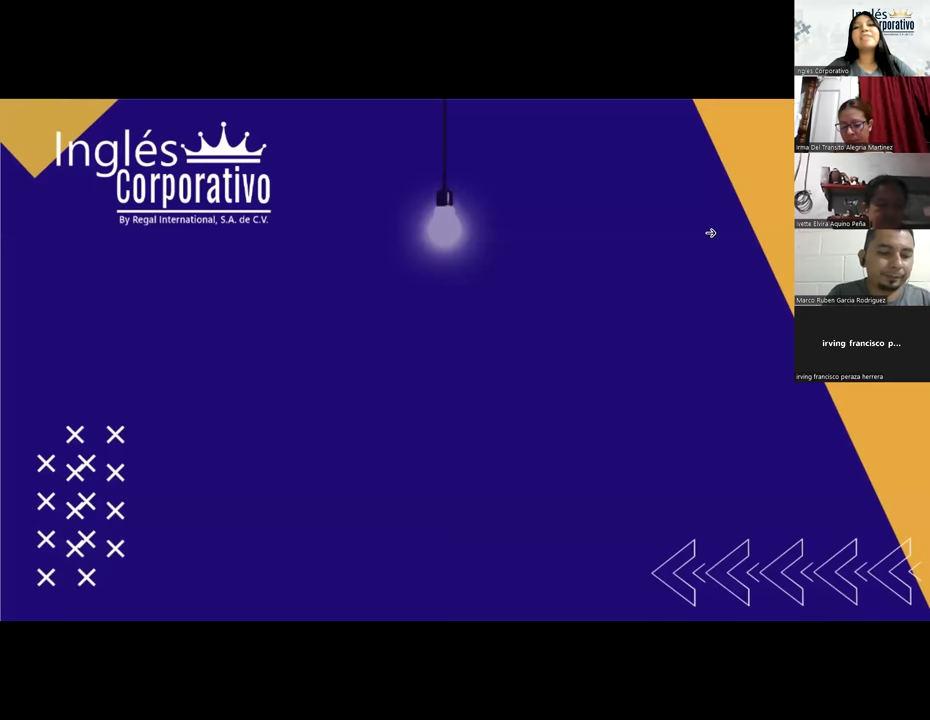 Inglés
Corporativo
By Regal International, S.A. de C.V.
Inglés
Corporativo
Ingles Corporativo
Irma Del Transito Alegria Martinez
Ivette Elvira Aquino Peña
Marco Ruben Garcia Rodriguez
irving francisco p...
irving francisco peraza herrera